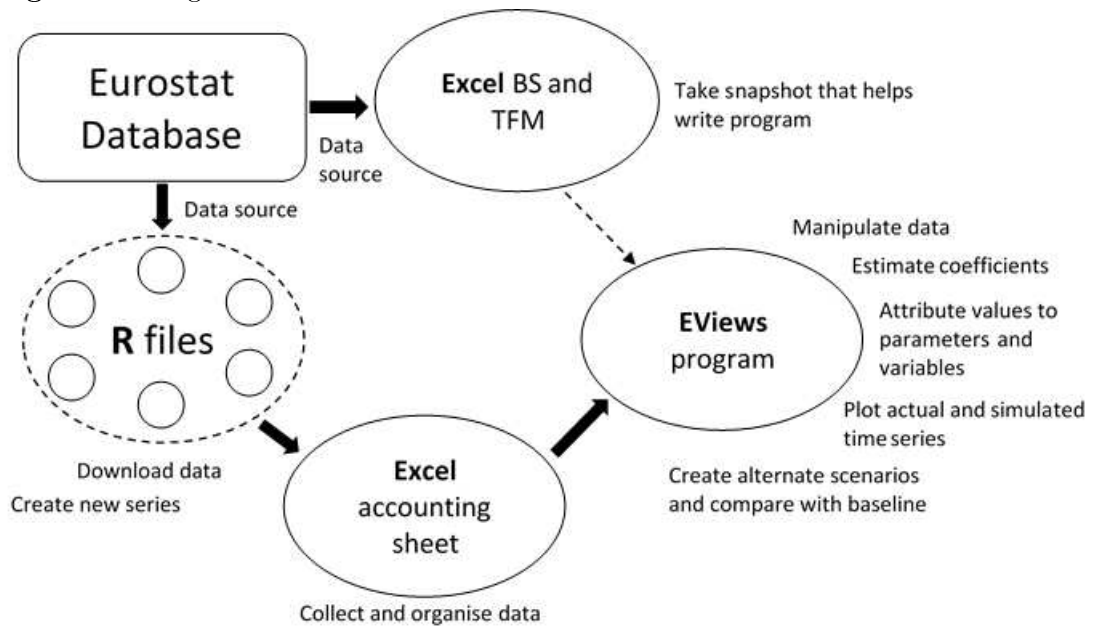 Eurostat
Database
Data
source
Excel BS and
TFM
Take snapshot that helps
write program
Data source
R files
Download data
Create new series
Excel
accounting
sheet
Collect and organise data
EViews
program
Manipulate data
Estimate coefficients
Attribute values to
parameters and
variables
Plot actual and simulated
time series
Create alternate scenarios
and compare with baseline